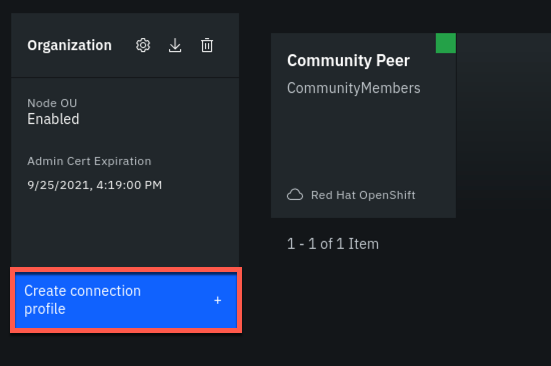 Organization
Node OU
Enabled
Admin Cert Expiration
9/25/2021, 4:19:00 PM
Create connection
profile +
Community Peer
CommunityMembers
Red Hat OpenShift
1 - 1 of 1 Item